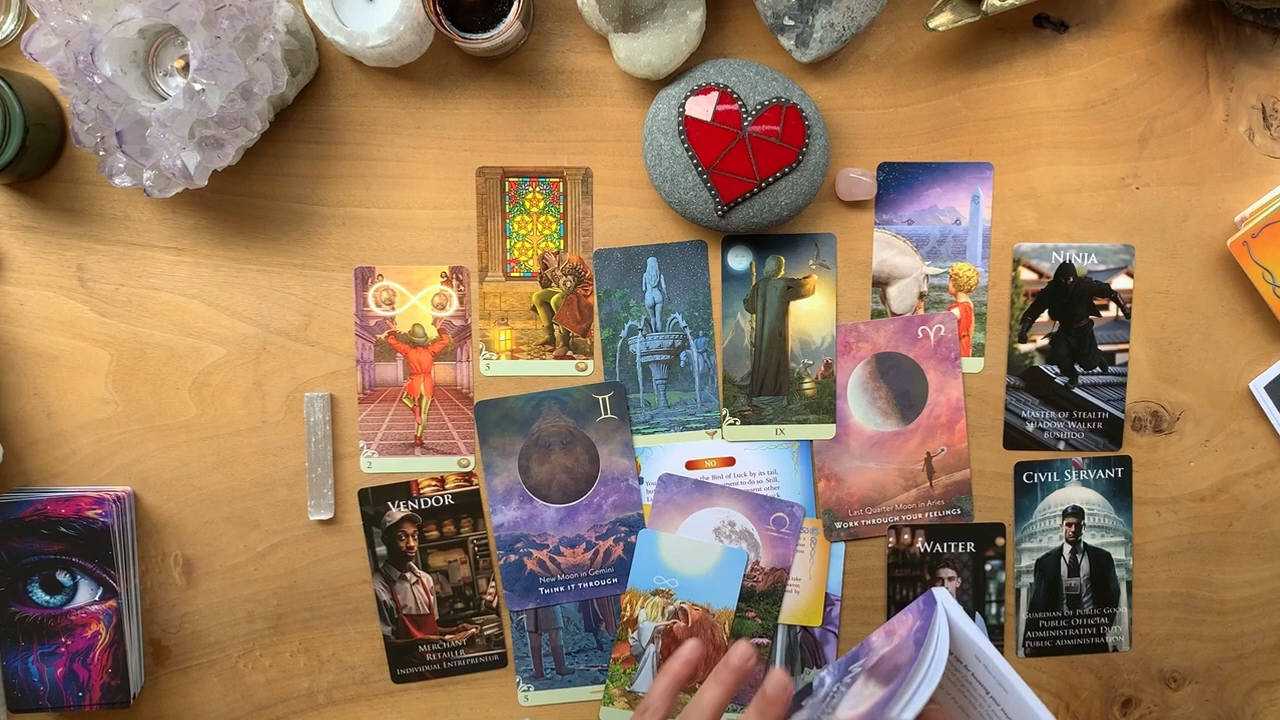 5
2
IX
NINJA
MASTER OF STEALTH
SHADOW WALKER
BUSHIDO
NO
the Bird of Luck by its tail,
Last Quarter Moon in Aries
WORK THROUGH YOUR FEELINGS
New Moon in Gemini
THINK IT THROUGH
VENDOR
MERCHANT
RETAILER
INDIVIDUAL ENTREPRENEUR
5
WAITER
CIVIL SERVANT
GUARDIAN OF PUBLIC GOOD
PUBLIC OFFICIAL
ADMINISTRATIVE DUTY
PUBLIC ADMINISTRATION